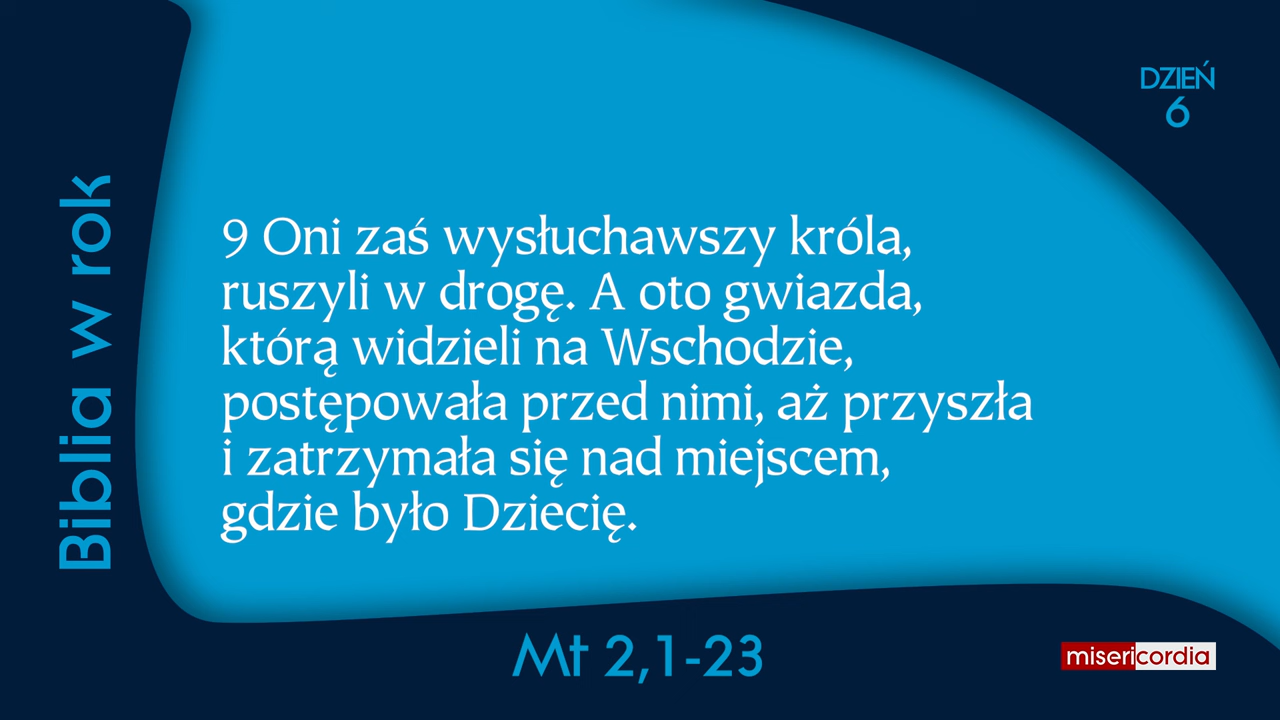 DZIEŃ
6
Biblia w rok
9 Oni zaś wysłuchawszy króla,
ruszyli w drogę. A oto gwiazda,
którą widzieli na Wschodzie,
postępowała przed nimi, aż przyszła
i zatrzymała się nad miejscem,
gdzie było Dziecię.
Mt 2,1-23
misericordia